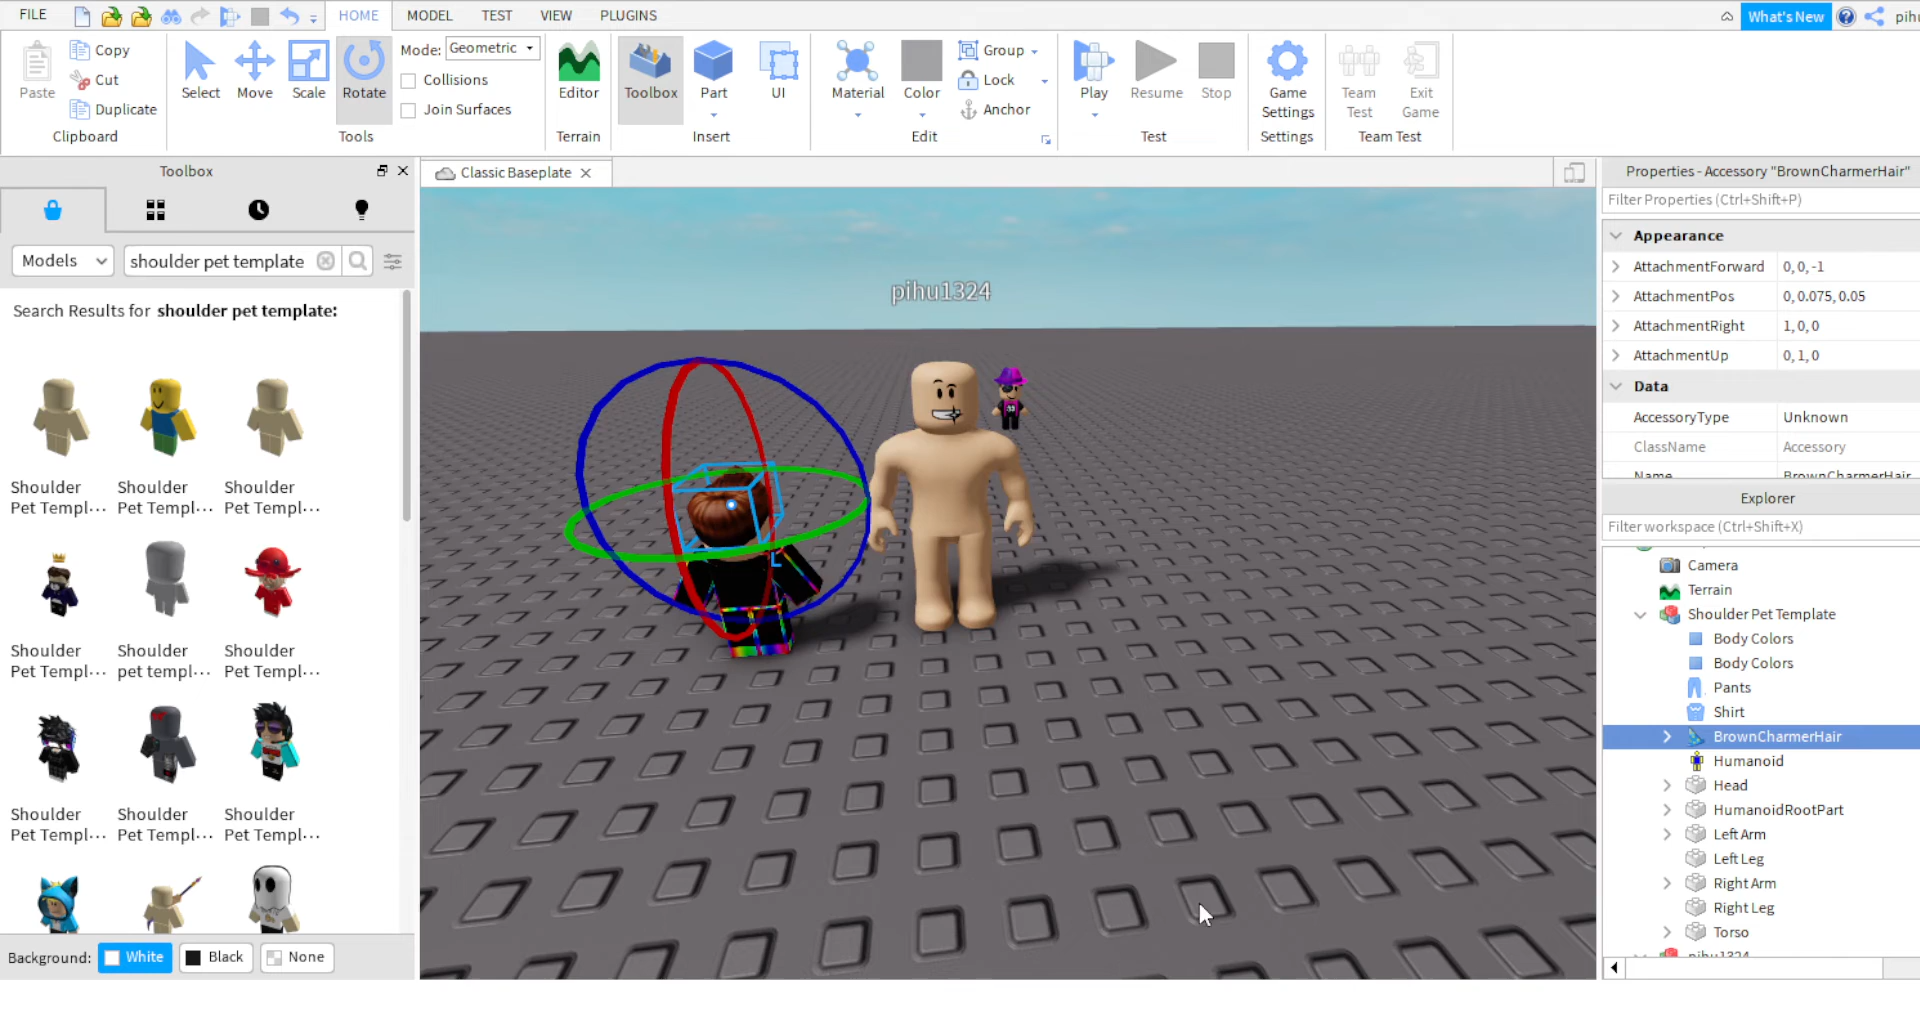 FILE
HOME
MODEL
TEST
VIEW
PLUGINS
What's New
Paste
Copy
Cut
Duplicate
Clipboard
Select
Move
Scale
Rotate
Mode: Geometric
Collisions
Join Surfaces
Tools
Editor
Terrain
Toolbox
Part
UI
Insert
Material
Color
Group
Lock
Anchor
Edit
Play
Resume
Stop
Test
Game Settings
Settings
Team Test
Exit Game
Team Test
Toolbox
Models
shoulder pet template
Search Results for shoulder pet template:
Shoulder Pet Templ...
Shoulder Pet Templ...
Shoulder Pet Templ...
Shoulder Pet Templ...
Shoulder pet templ...
Shoulder Pet Templ...
Shoulder Pet Templ...
Shoulder Pet Templ...
Shoulder Pet Templ...
Background: White Black None
Classic Baseplate
pihu1324
L
Properties - Accessory "BrownCharmerHair"
Filter Properties (Ctrl+Shift+P)
Appearance
AttachmentForward 0, 0, -1
AttachmentPos 0, 0.075, 0.05
AttachmentRight 1, 0, 0
AttachmentUp 0, 1, 0
Data
AccessoryType Unknown
ClassName Accessory
Name BrownCharmerHair
Explorer
Filter workspace (Ctrl+Shift+X)
Camera
Terrain
Shoulder Pet Template
Body Colors
Body Colors
Pants
Shirt
BrownCharmerHair
Humanoid
Head
HumanoidRootPart
Left Arm
Left Leg
Right Arm
Right Leg
Torso
pihu1324